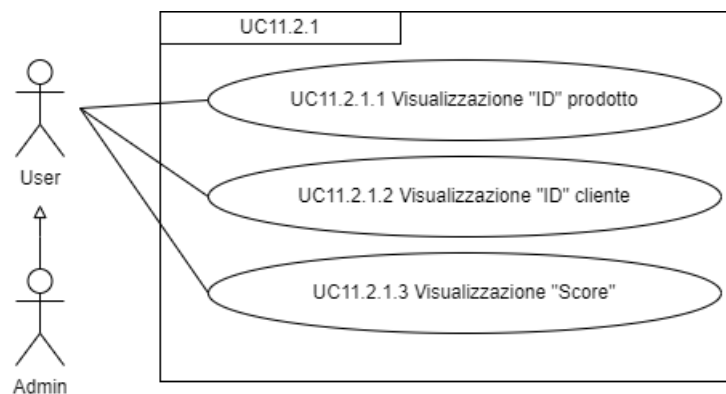 UC11.2.1
UC11.2.1.1 Visualizzazione "ID" prodotto
User
UC11.2.1.2 Visualizzazione "ID" cliente
UC11.2.1.3 Visualizzazione "Score"
Admin